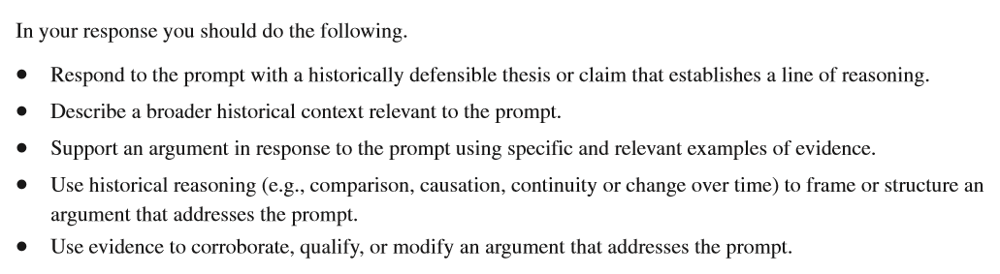 In your response you should do the following.
● Respond to the prompt with a historically defensible thesis or claim that establishes a line of reasoning.
● Describe a broader historical context relevant to the prompt.
● Support an argument in response to the prompt using specific and relevant examples of evidence.
● Use historical reasoning (e.g., comparison, causation, continuity or change over time) to frame or structure an
argument that addresses the prompt.
● Use evidence to corroborate, qualify, or modify an argument that addresses the prompt.